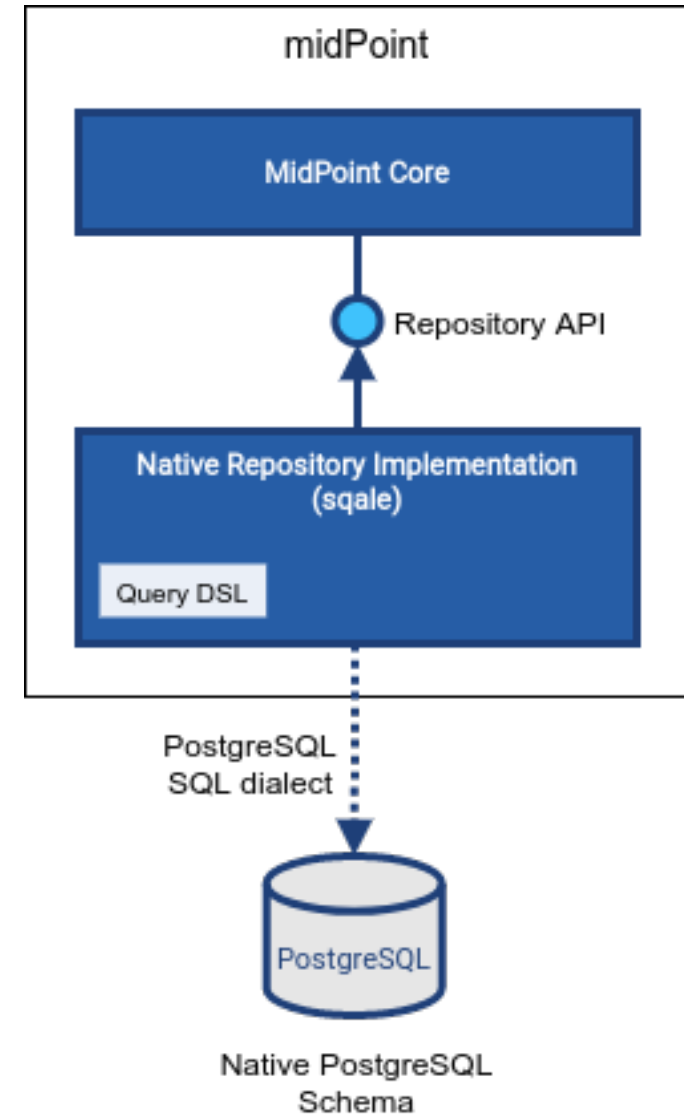 midPoint
MidPoint Core
Repository API
Native Repository Implementation
(sqale)
Query DSL
PostgreSQL
SQL dialect
PostgreSQL
Native PostgreSQL
Schema